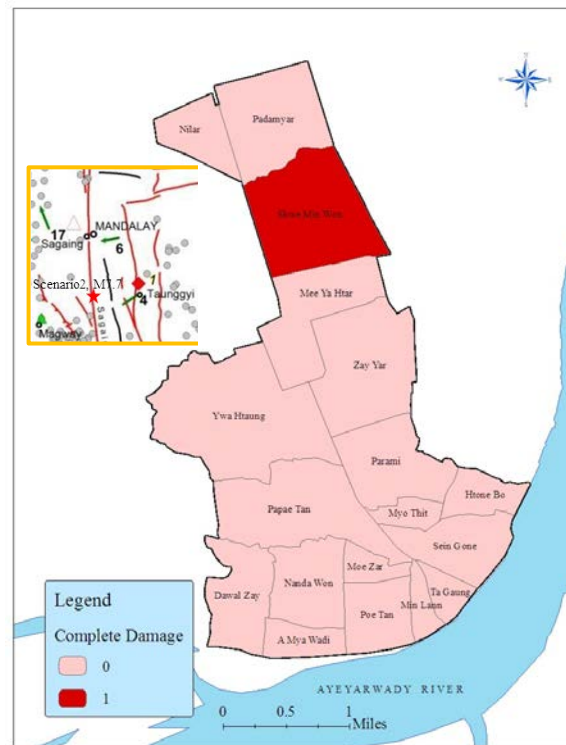 Nilar
Padamyar
Shwe Min Won
Mee Ya Htar
17
MANDALAY
Sagaing
6
Scenario2, M7.7
1
4
Taunggyi
Sagai
Magway
Zay Yar
Ywa Htaung
Parami
Htone Bo
Myo Thit
Papae Tan
Sein Gone
Moe Zar
Ta Gaung
Dawal Zay
Nanda Won
Min Lann
Poe Tan
A Mya Wadi
Legend
Complete Damage
0
1
AYEYARWADY RIVER
0 0.5 1
Miles